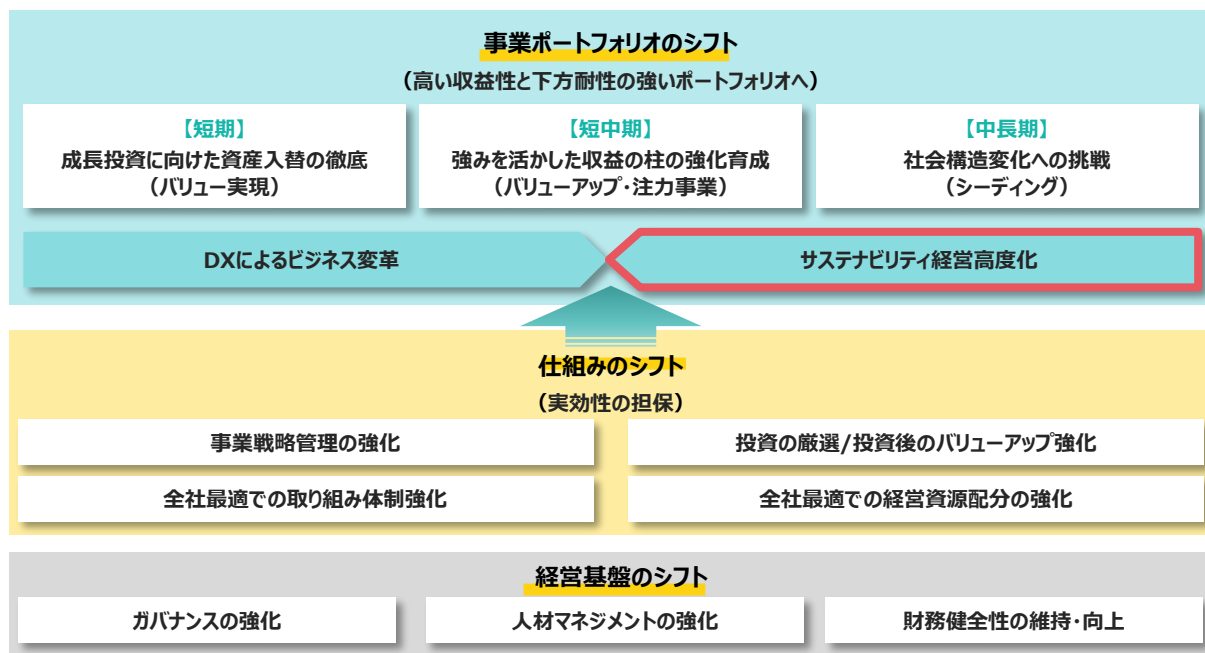 事業ポートフォリオのシフト
（高い収益性と下方耐性の強いポートフォリオへ）
【短期】
成長投資に向けた資産入替の徹底
（バリュー実現）
【短中期】
強みを活かした収益の柱の強化育成
（バリューアップ・注力事業）
【中長期】
社会構造変化への挑戦
（シーディング）
DXによるビジネス変革
サステナビリティ経営高度化
仕組みのシフト
（実効性の担保）
事業戦略管理の強化
投資の厳選/投資後のバリューアップ強化
全社最適での取り組み体制強化
全社最適での経営資源配分の強化
経営基盤のシフト
ガバナンスの強化
人材マネジメントの強化
財務健全性の維持・向上